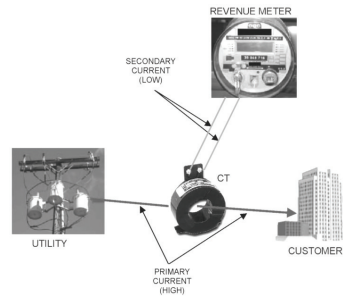 REVENUE METER
SECONDARY
CURRENT
(LOW)
CT
UTILITY
CUSTOMER
PRIMARY
CURRENT
(HIGH)